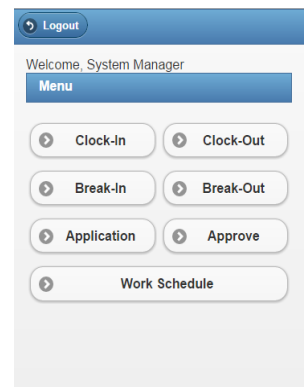 Logout
Welcome, System Manager
Menu
Clock-In Clock-Out
Break-In Break-Out
Application Approve
Work Schedule